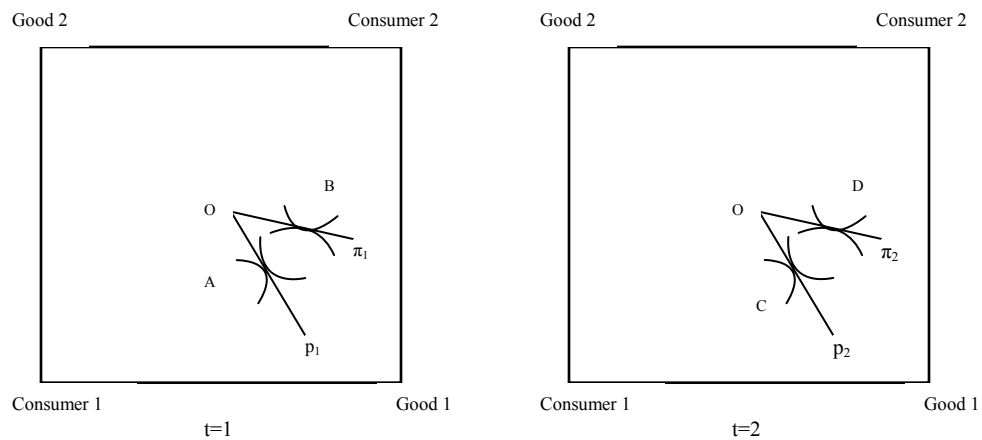 Good 2 Consumer 2 Good 2 Consumer 2
B D
O O
π₁ π₂
A C
p₁ p₂
Consumer 1 Good 1 Consumer 1 Good 1
t=1 t=2